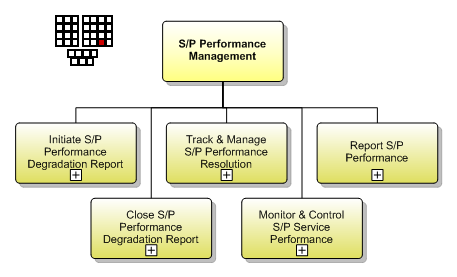 S/P Performance
Management
Initiate S/P
Performance
Degradation Report
Track & Manage
S/P Performance
Resolution
Report S/P
Performance
Close S/P
Performance
Degradation Report
Monitor & Control
S/P Service
Performance